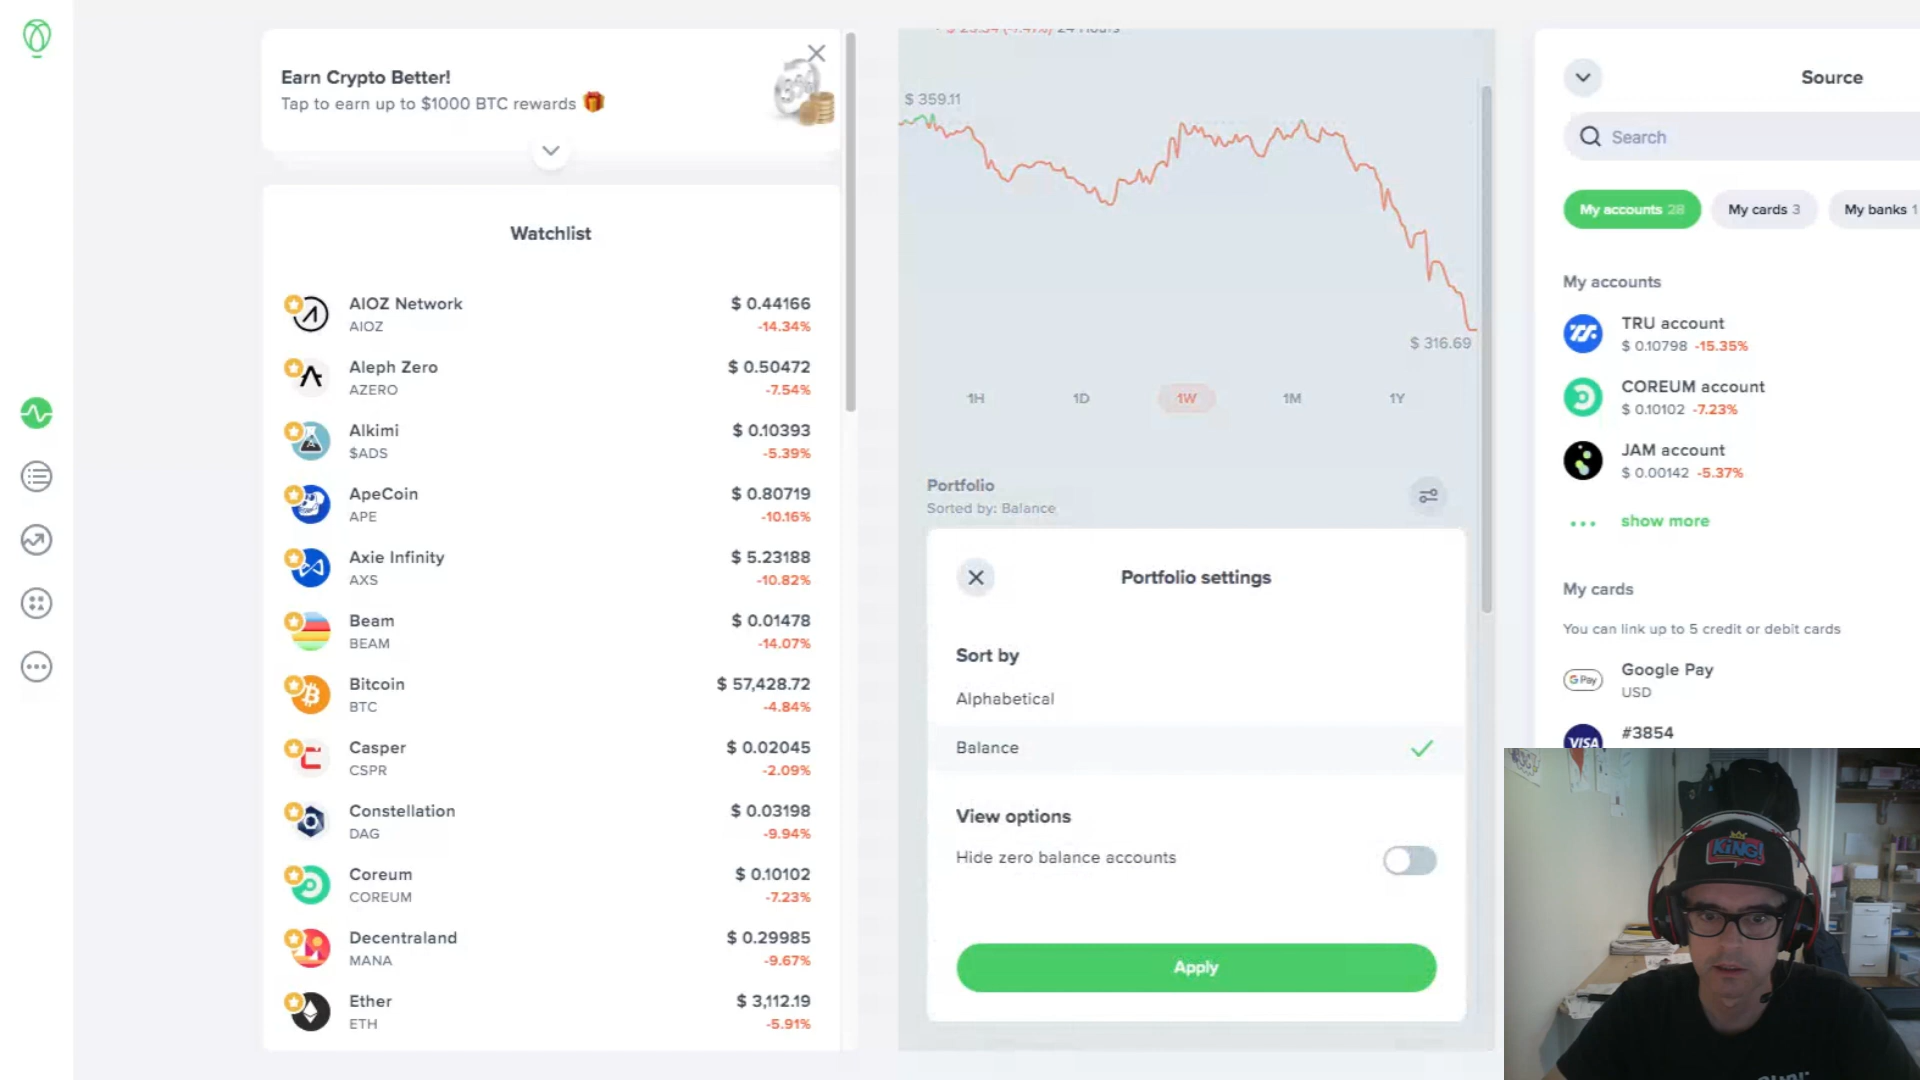 Earn Crypto Better!
Tap to earn up to $1000 BTC rewards
Watchlist
AIOZ Network
$ 0.44166
AIOZ
-14.34%
Aleph Zero
$ 0.50472
AZERO
-7.54%
Alkimi
$ 0.10393
$ADS
-5.39%
ApeCoin
$ 0.80719
APE
-10.16%
Axie Infinity
$ 5.23188
AXS
-10.82%
Beam
$ 0.01478
BEAM
-14.07%
Bitcoin
$ 57,428.72
BTC
-4.84%
Casper
$ 0.02045
CSPR
-2.09%
Constellation
$ 0.03198
DAG
-9.94%
Coreum
$ 0.10102
COREUM
-7.23%
Decentraland
$ 0.29985
MANA
-9.67%
Ether
$ 3,112.19
ETH
-5.91%
24 Hours
$ 359.11
$ 316.69
1H 1D 1W 1M 1Y
Portfolio
Sorted by: Balance
Portfolio settings
Sort by
Alphabetical
Balance
View options
Hide zero balance accounts
Apply
Source
Search
My accounts 28 My cards 3 My banks 1
My accounts
TRU account
$ 0.10798 -15.35%
COREUM account
$ 0.10102 -7.23%
JAM account
$ 0.00142 -5.37%
show more
My cards
You can link up to 5 credit or debit cards
G Pay
Google Pay
USD
VISA
#3854
KING!